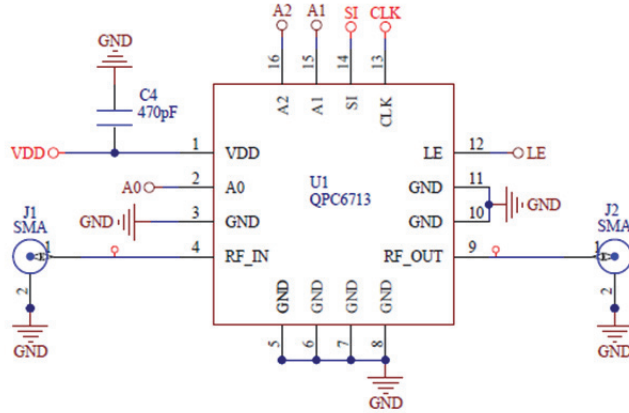 A2 A1 SI CLK
GND
16 15 14 13
C4
470pF
A2 A1 SI CLK
VDD 1 VDD LE 12 LE
A0 2 A0 U1 GND 11
QPC6713
GND 3 GND GND 10 GND
J1
SMA
J2
SMA
1 4 RF_IN RF_OUT 9 1
2 GND GND GND GND 2
5 6 7 8
GND GND
GND